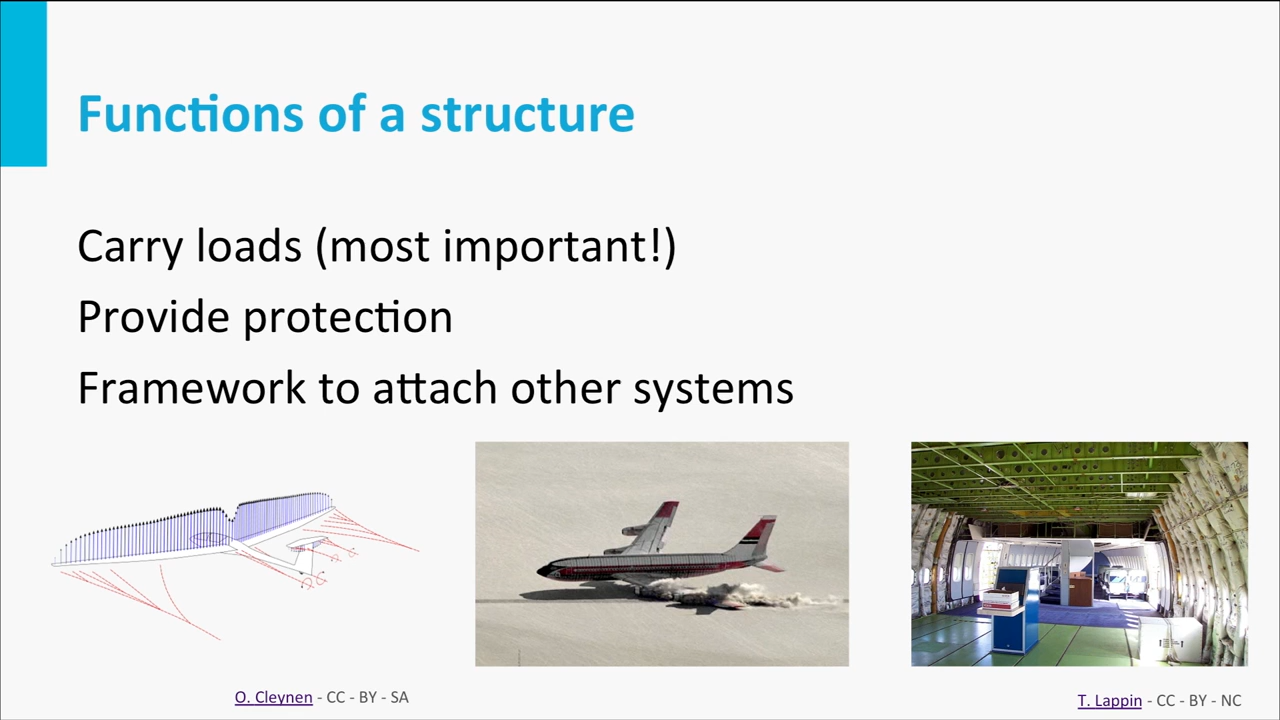 Functions of a structure
Carry loads (most important!)
Provide protection
Framework to attach other systems
O. Cleynen - CC - BY - SA
T. Lappin - CC - BY - NC